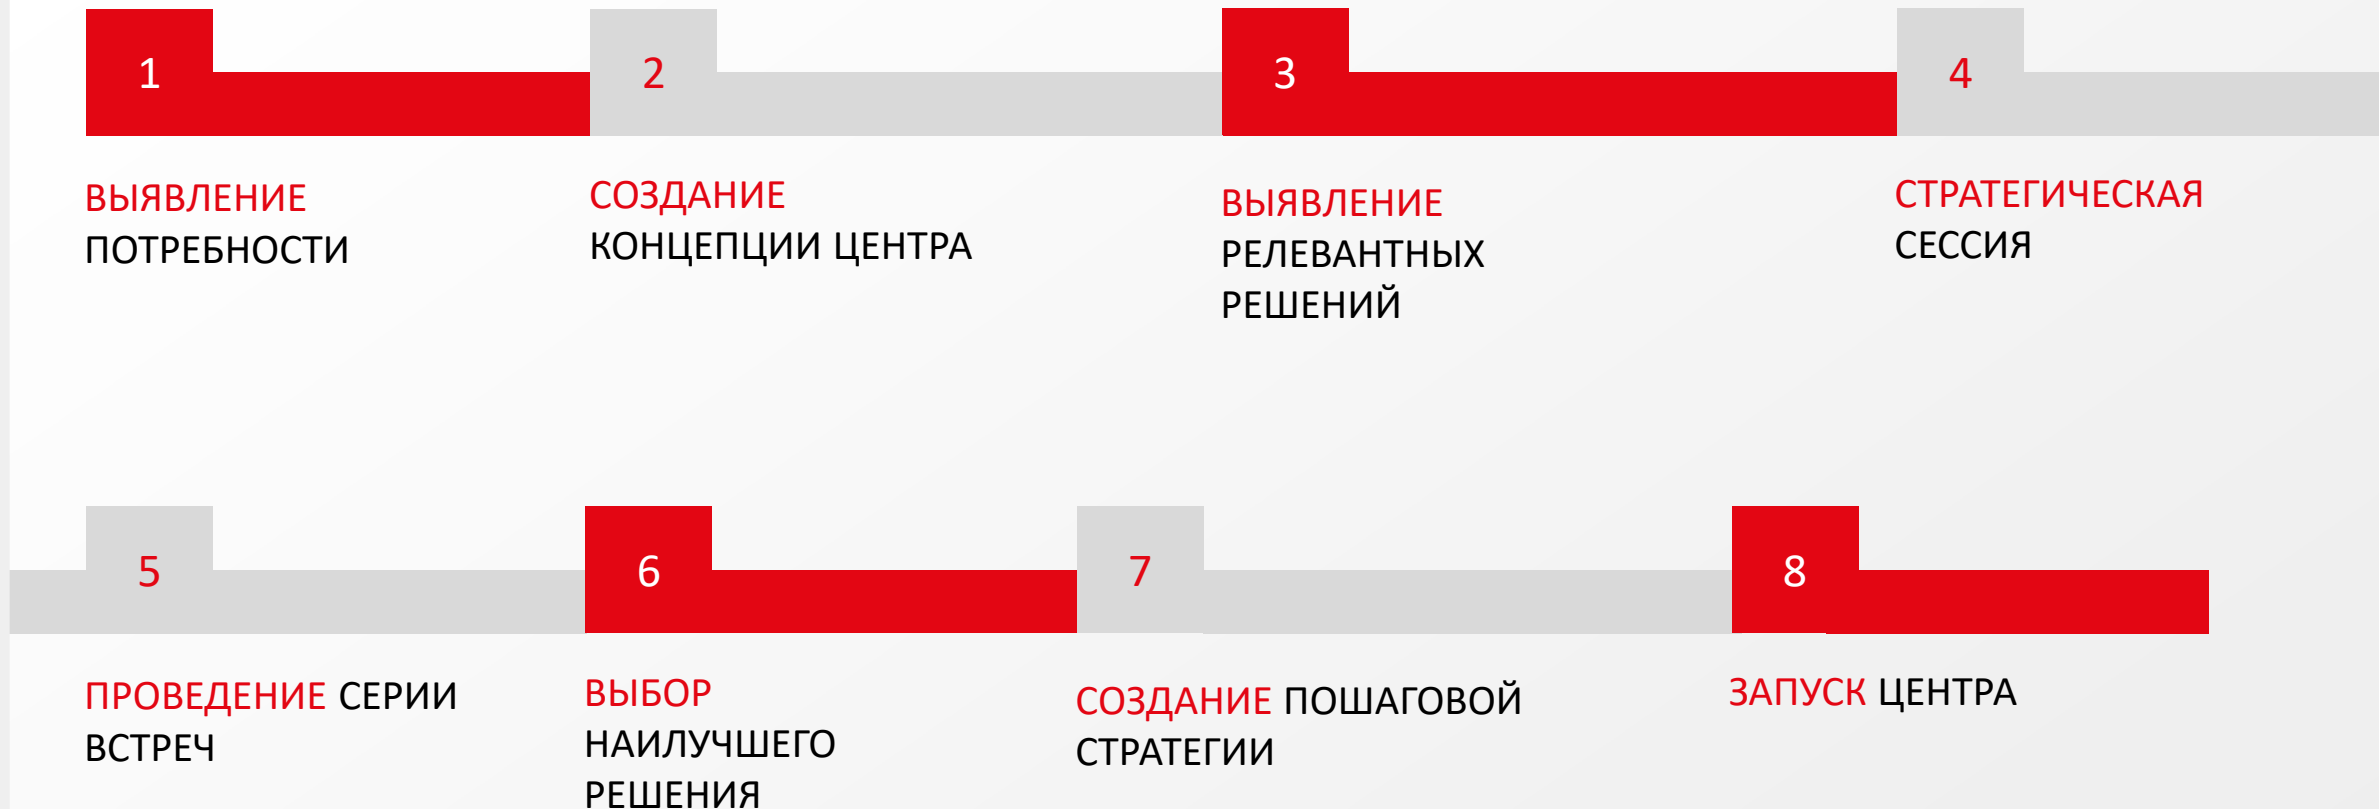 1
ВЫЯВЛЕНИЕ
ПОТРЕБНОСТИ
2
СОЗДАНИЕ
КОНЦЕПЦИИ ЦЕНТРА
3
ВЫЯВЛЕНИЕ
РЕЛЕВАНТНЫХ
РЕШЕНИЙ
4
СТРАТЕГИЧЕСКАЯ
СЕССИЯ
5
ПРОВЕДЕНИЕ СЕРИИ
ВСТРЕЧ
6
ВЫБОР
НАИЛУЧШЕГО
РЕШЕНИЯ
7
СОЗДАНИЕ ПОШАГОВОЙ
СТРАТЕГИИ
8
ЗАПУСК ЦЕНТРА